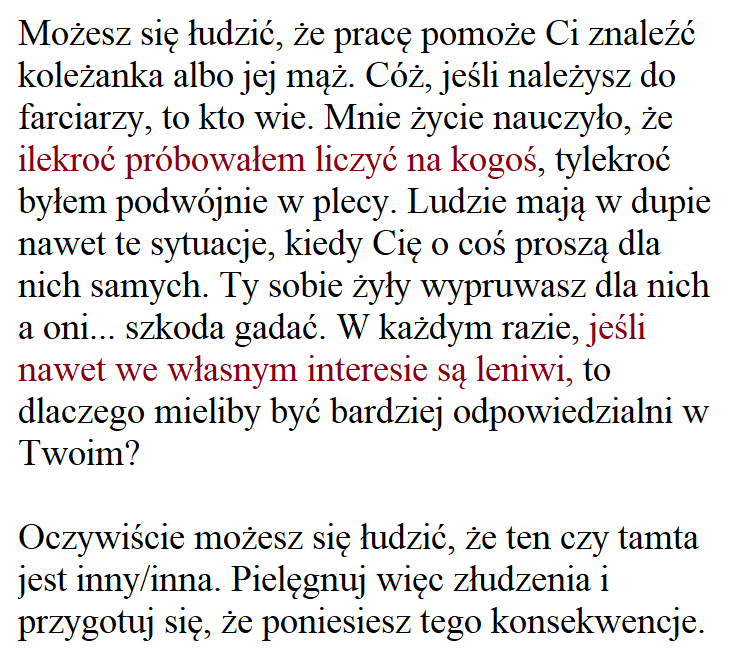 Możesz się łudzić, że pracę pomoże Ci znaleźć
koleżanka albo jej mąż. Cóż, jeśli należysz do
farciarzy, to kto wie. Mnie życie nauczyło, że
ilekroć próbowałem liczyć na kogoś, tylekroć
byłem podwójnie w plecy. Ludzie mają w dupie
nawet te sytuacje, kiedy Cię o coś proszą dla
nich samych. Ty sobie żyły wypruwasz dla nich
a oni... szkoda gadać. W każdym razie, jeśli
nawet we własnym interesie są leniwi, to
dlaczego mieliby być bardziej odpowiedzialni w
Twoim?

Oczywiście możesz się łudzić, że ten czy tamta
jest inny/inna. Pielęgnuj więc złudzenia i
przygotuj się, że poniesiesz tego konsekwencje.